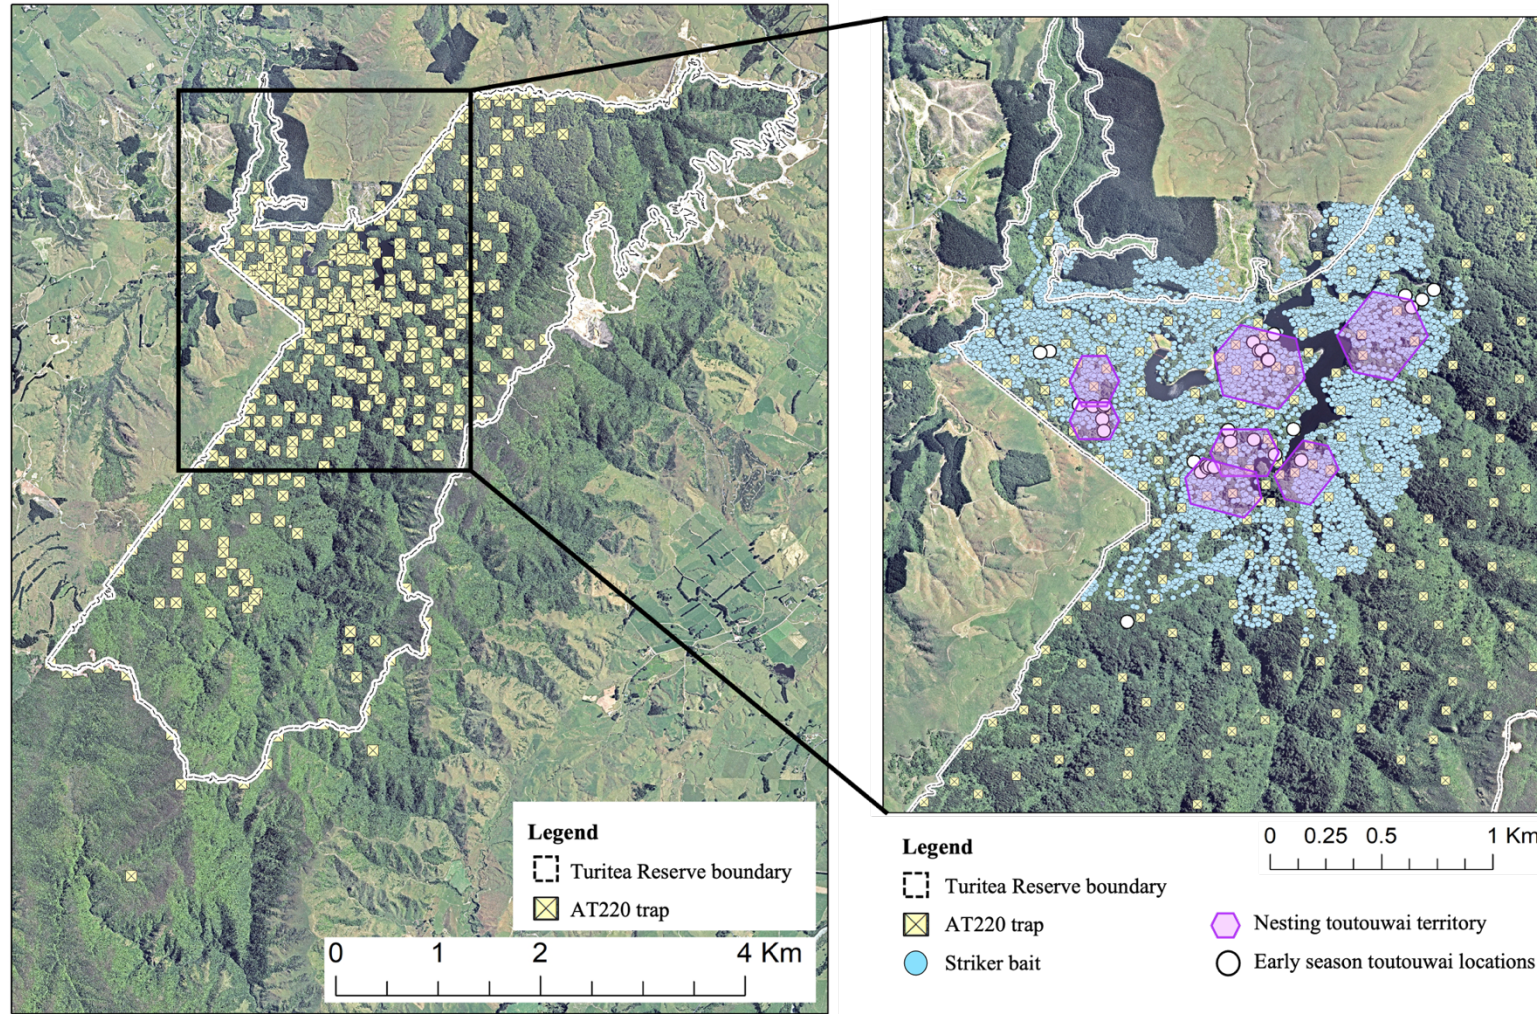 Legend
Turitea Reserve boundary
AT220 trap
0 1 2 4 Km
0 0.25 0.5 1 Km
Legend
Turitea Reserve boundary
AT220 trap
Striker bait
Nesting toutouwai territory
Early season toutouwai locations